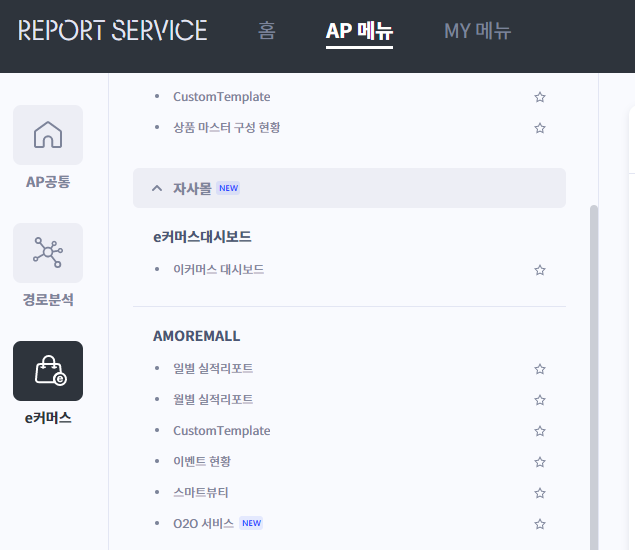 REPORT SERVICE
홈
AP 메뉴
MY 메뉴
AP공통
경로분석
e
e커머스
CustomTemplate
상품 마스터 구성 현황
자사몰 NEW
e커머스대시보드
이커머스 대시보드
AMOREMALL
일별 실적리포트
월별 실적리포트
CustomTemplate
이벤트 현황
스마트뷰티
O2O 서비스 NEW